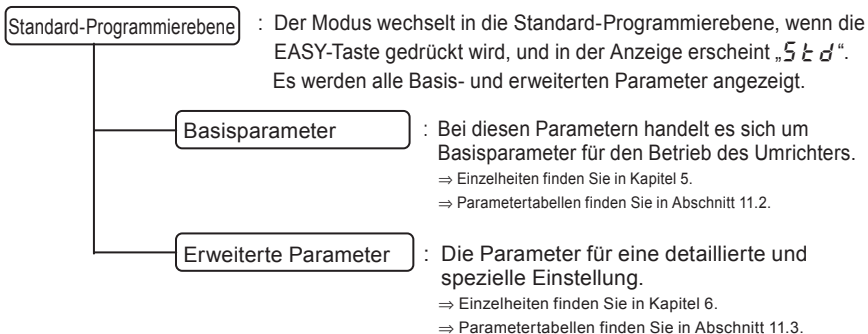 Standard-Programmierebene : Der Modus wechselt in die Standard-Programmierebene, wenn die
EASY-Taste gedrückt wird, und in der Anzeige erscheint „Std“.
Es werden alle Basis- und erweiterten Parameter angezeigt.
Basisparameter : Bei diesen Parametern handelt es sich um
Basisparameter für den Betrieb des Umrichters.
⇒ Einzelheiten finden Sie in Kapitel 5.
⇒ Parametertabellen finden Sie in Abschnitt 11.2.
Erweiterte Parameter : Die Parameter für eine detaillierte und
spezielle Einstellung.
⇒ Einzelheiten finden Sie in Kapitel 6.
⇒ Parametertabellen finden Sie in Abschnitt 11.3.